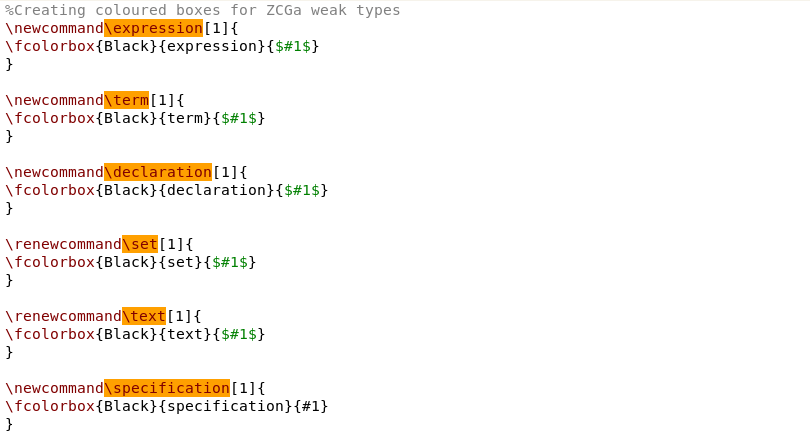 %Creating coloured boxes for ZCGa weak types
\newcommand\expression[1]{
\fcolorbox{Black}{expression}{$#1$}
}
\newcommand\term[1]{
\fcolorbox{Black}{term}{$#1$}
}
\newcommand\declaration[1]{
\fcolorbox{Black}{declaration}{$#1$}
}
\renewcommand\set[1]{
\fcolorbox{Black}{set}{$#1$}
}
\renewcommand\text[1]{
\fcolorbox{Black}{text}{$#1$}
}
\newcommand\specification[1]{
\fcolorbox{Black}{specification}{#1}
}